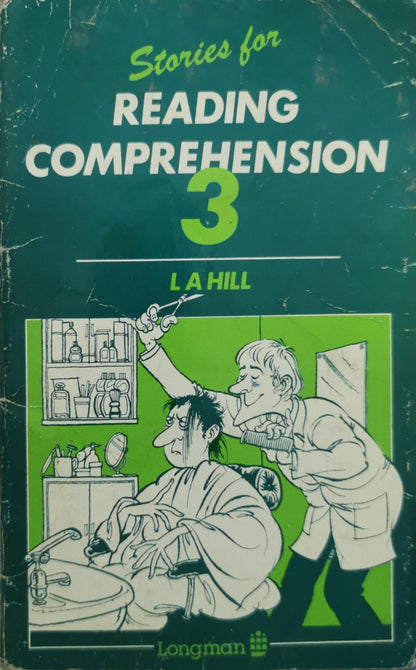 Stories for
READING
COMPREHENSION
3
L A HILL
Longman